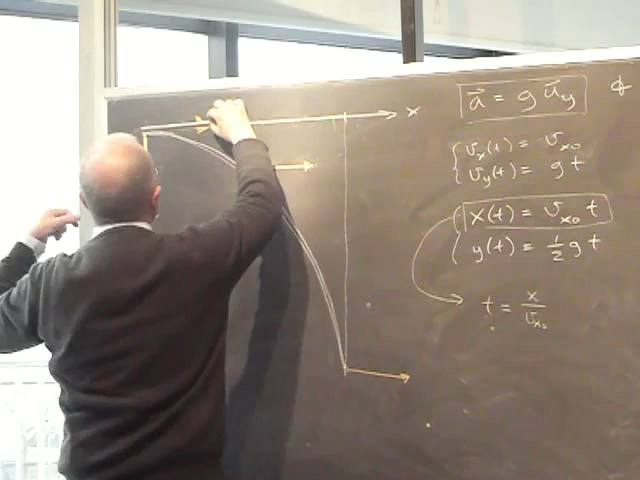 x
a⃗ = g u⃗y
vx(t) = vx0
vy(t) = g t
x(t) = vx0 t
y(t) = 1/2 g t
t = x/vx0